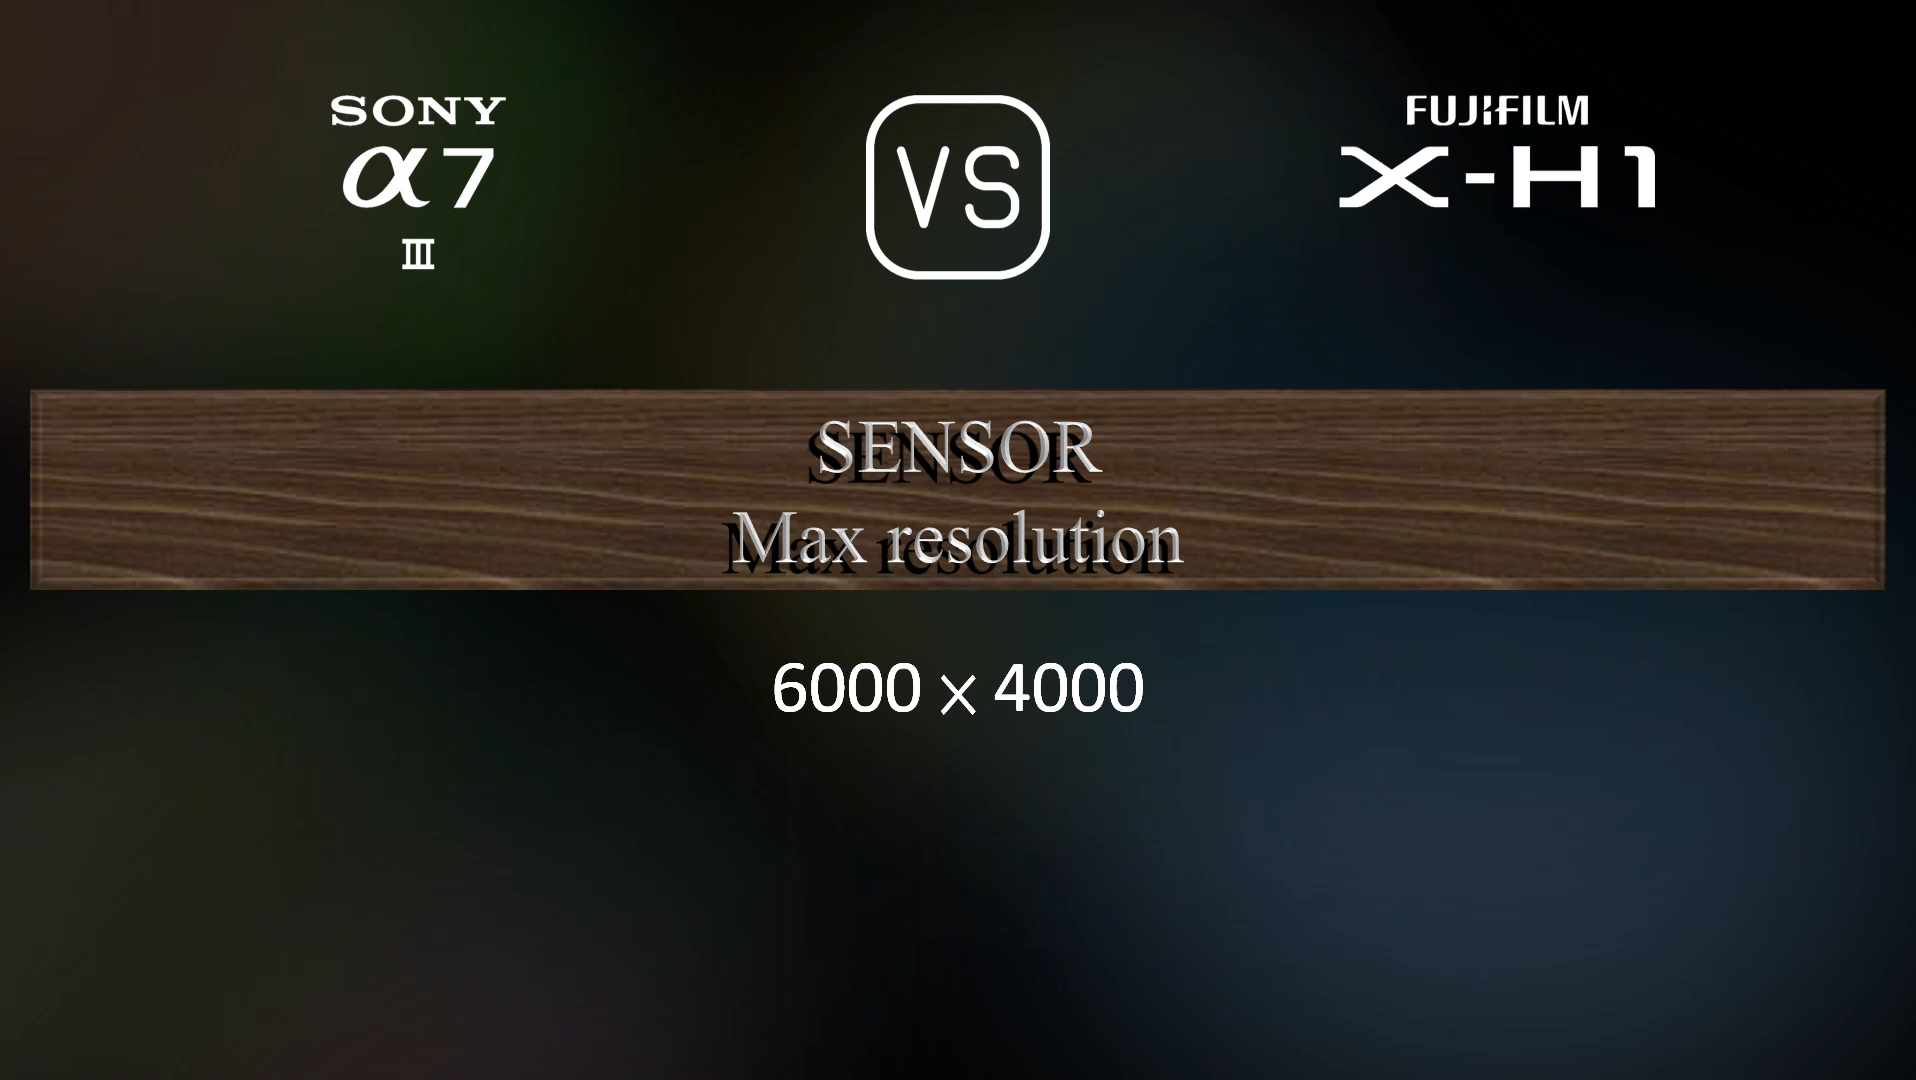 SONY
α7
III
VS
FUJIFILM
X-H1
SENSOR
Max resolution
6000 x 4000